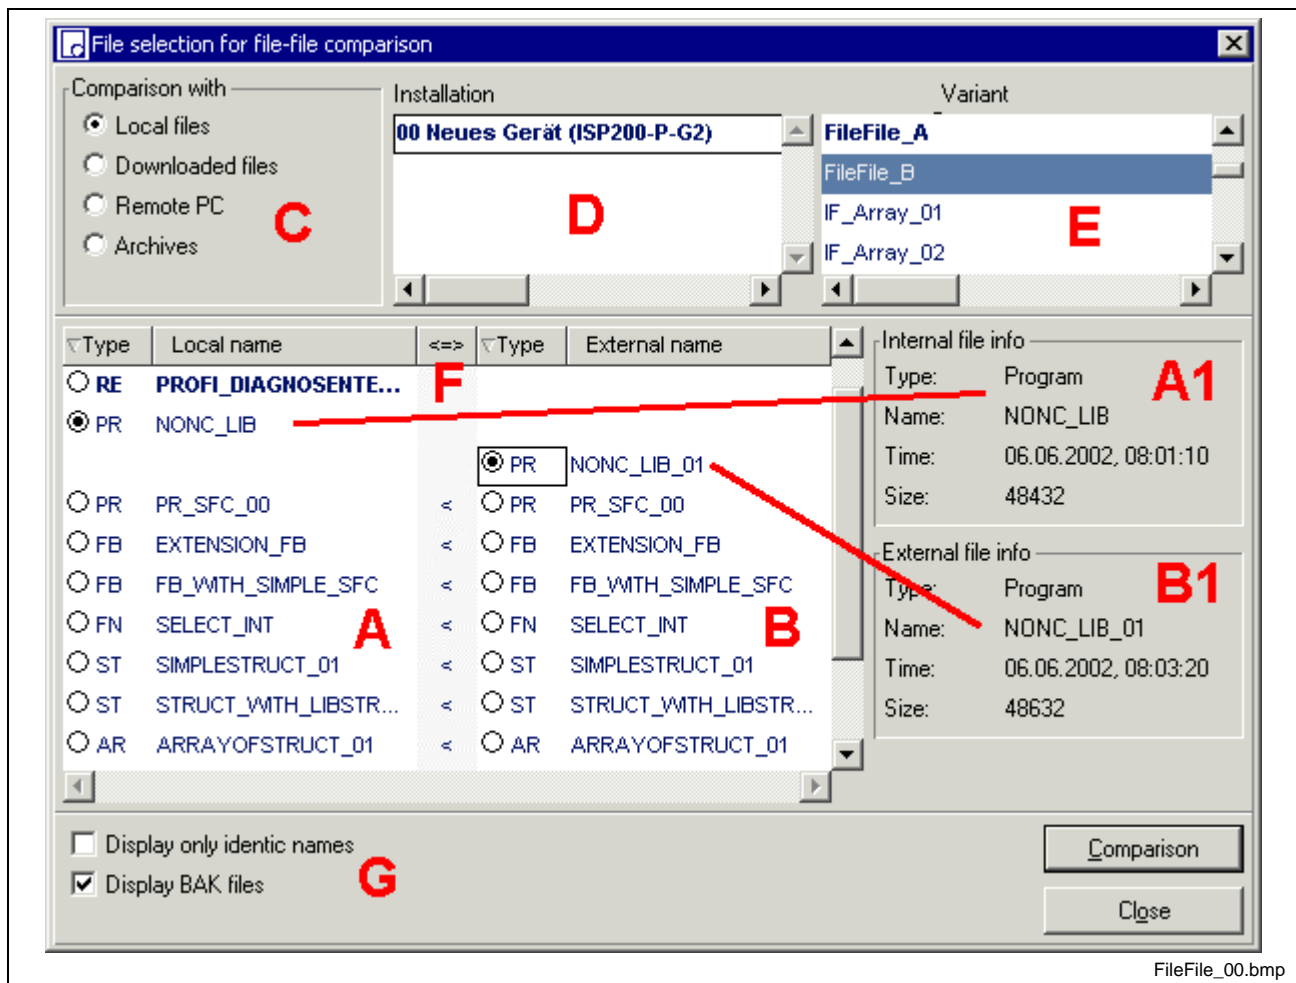 File selection for file-file comparison
Comparison with
Local files
Downloaded files
Remote PC
Archives
C
Installation
00 Neues Gerät (ISP200-P-G2)
D
Variant
FileFile_A
FileFile_B
IF_Array_01
IF_Array_02
E
Type Local name <=> Type External name
RE PROFI_DIAGNOSENTE...
F
PR NONC_LIB
PR NONC_LIB_01
PR PR_SFC_00 < PR PR_SFC_00
FB EXTENSION_FB < FB EXTENSION_FB
FB FB_WITH_SIMPLE_SFC < FB FB_WITH_SIMPLE_SFC
FN SELECT_INT < FN SELECT_INT
A
B
ST SIMPLESTRUCT_01 < ST SIMPLESTRUCT_01
ST STRUCT_WITH_LIBSTR... < ST STRUCT_WITH_LIBSTR...
AR ARRAYOFSTRUCT_01 < AR ARRAYOFSTRUCT_01
Internal file info
Type: Program
A1
Name: NONC_LIB
Time: 06.06.2002, 08:01:10
Size: 48432
External file info
Type: Program
B1
Name: NONC_LIB_01
Time: 06.06.2002, 08:03:20
Size: 48632
Display only identic names
Display BAK files
G
Comparison
Close
FileFile_00.bmp